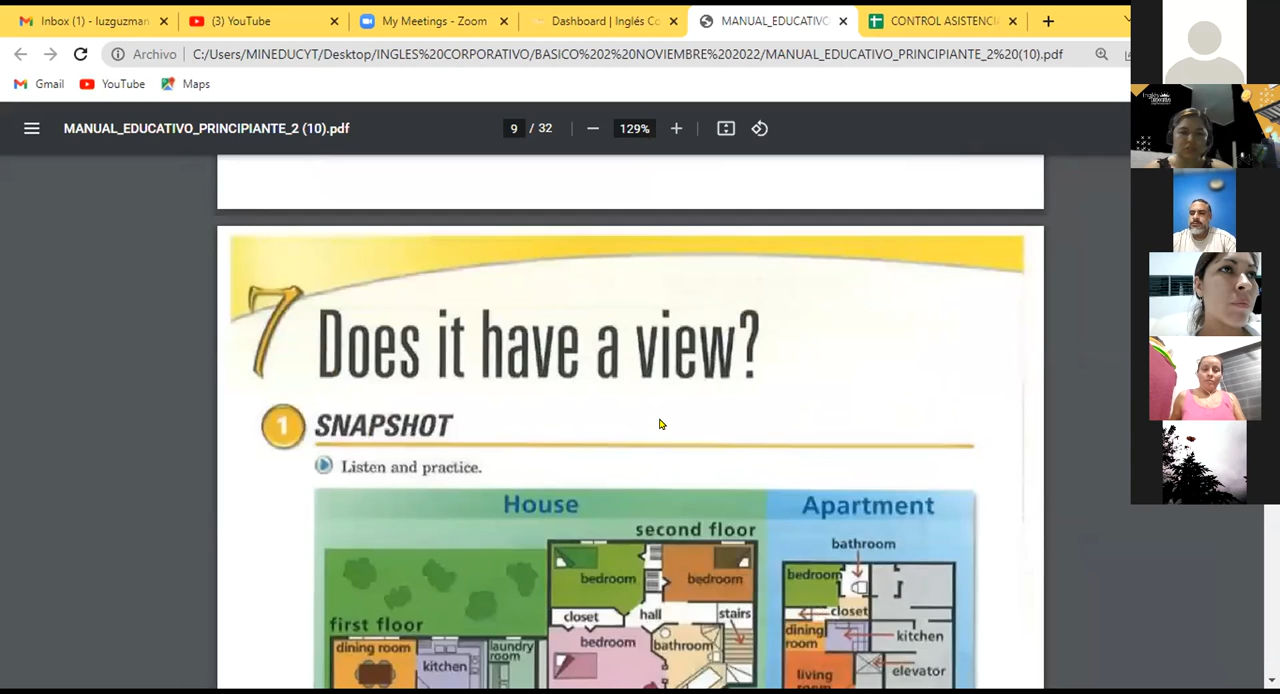 Inbox (1) - luzguzman
(3) YouTube
My Meetings - Zoom
Dashboard | Inglés Co
MANUAL_EDUCATIVO
CONTROL ASISTENCI
Archivo
C:/Users/MINEDUCYT/Desktop/INGLES%20CORPORATIVO/BASICO%202%20NOVIEMBRE%202022/MANUAL_EDUCATIVO_PRINCIPIANTE_2%20(10).pdf
Gmail
YouTube
Maps
MANUAL_EDUCATIVO_PRINCIPIANTE_2 (10).pdf
9 / 32
129%
7 Does it have a view?
1 SNAPSHOT
Listen and practice.
House
Apartment
second floor
bathroom
bedroom
bedroom
bedroom
closet
hall
stairs
closet
first floor
dining room
kitchen
laundry room
bedroom
bathroom
dining room
kitchen
living
elevator